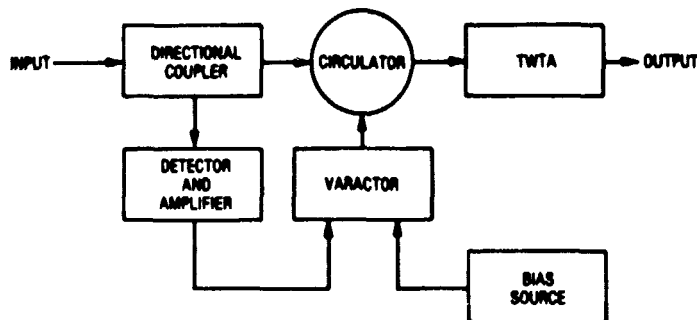 INPUT
DIRECTIONAL
COUPLER
CIRCULATOR
TWTA
OUTPUT
DETECTOR
AND
AMPLIFIER
VARACTOR
BIAS
SOURCE